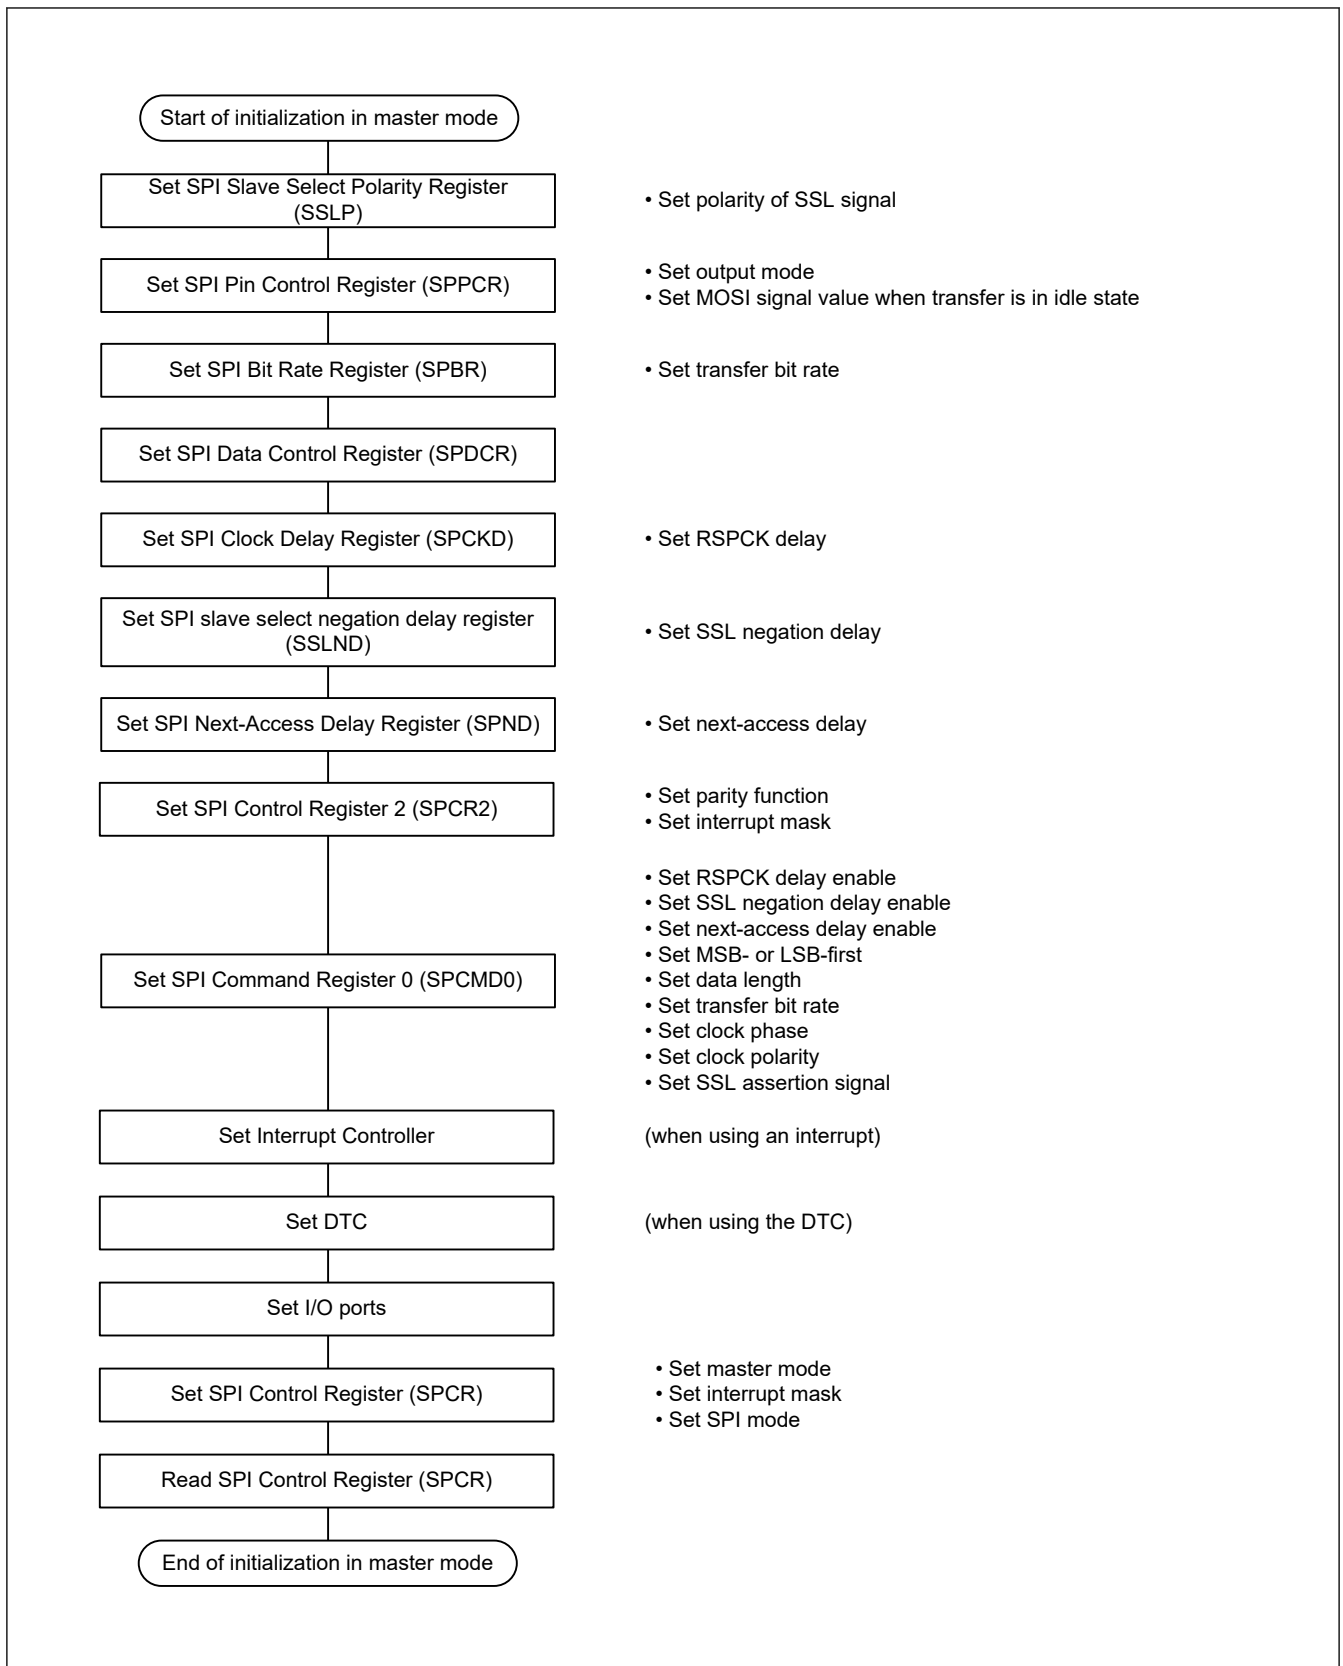 Start of initialization in master mode
Set SPI Slave Select Polarity Register
(SSLP)
• Set polarity of SSL signal
Set SPI Pin Control Register (SPPCR)
• Set output mode
• Set MOSI signal value when transfer is in idle state
Set SPI Bit Rate Register (SPBR)
• Set transfer bit rate
Set SPI Data Control Register (SPDCR)
Set SPI Clock Delay Register (SPCKD)
• Set RSPCK delay
Set SPI slave select negation delay register
(SSLND)
• Set SSL negation delay
Set SPI Next-Access Delay Register (SPND)
• Set next-access delay
Set SPI Control Register 2 (SPCR2)
• Set parity function
• Set interrupt mask
Set SPI Command Register 0 (SPCMD0)
• Set RSPCK delay enable
• Set SSL negation delay enable
• Set next-access delay enable
• Set MSB- or LSB-first
• Set data length
• Set transfer bit rate
• Set clock phase
• Set clock polarity
• Set SSL assertion signal
Set Interrupt Controller
(when using an interrupt)
Set DTC
(when using the DTC)
Set I/O ports
Set SPI Control Register (SPCR)
• Set master mode
• Set interrupt mask
• Set SPI mode
Read SPI Control Register (SPCR)
End of initialization in master mode